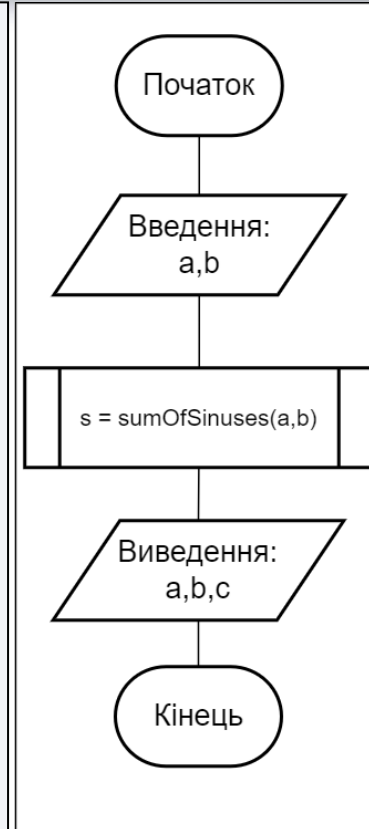 Початок
Введення:
a,b
s = sumOfSinuses(a,b)
Виведення:
a,b,c
Кінець